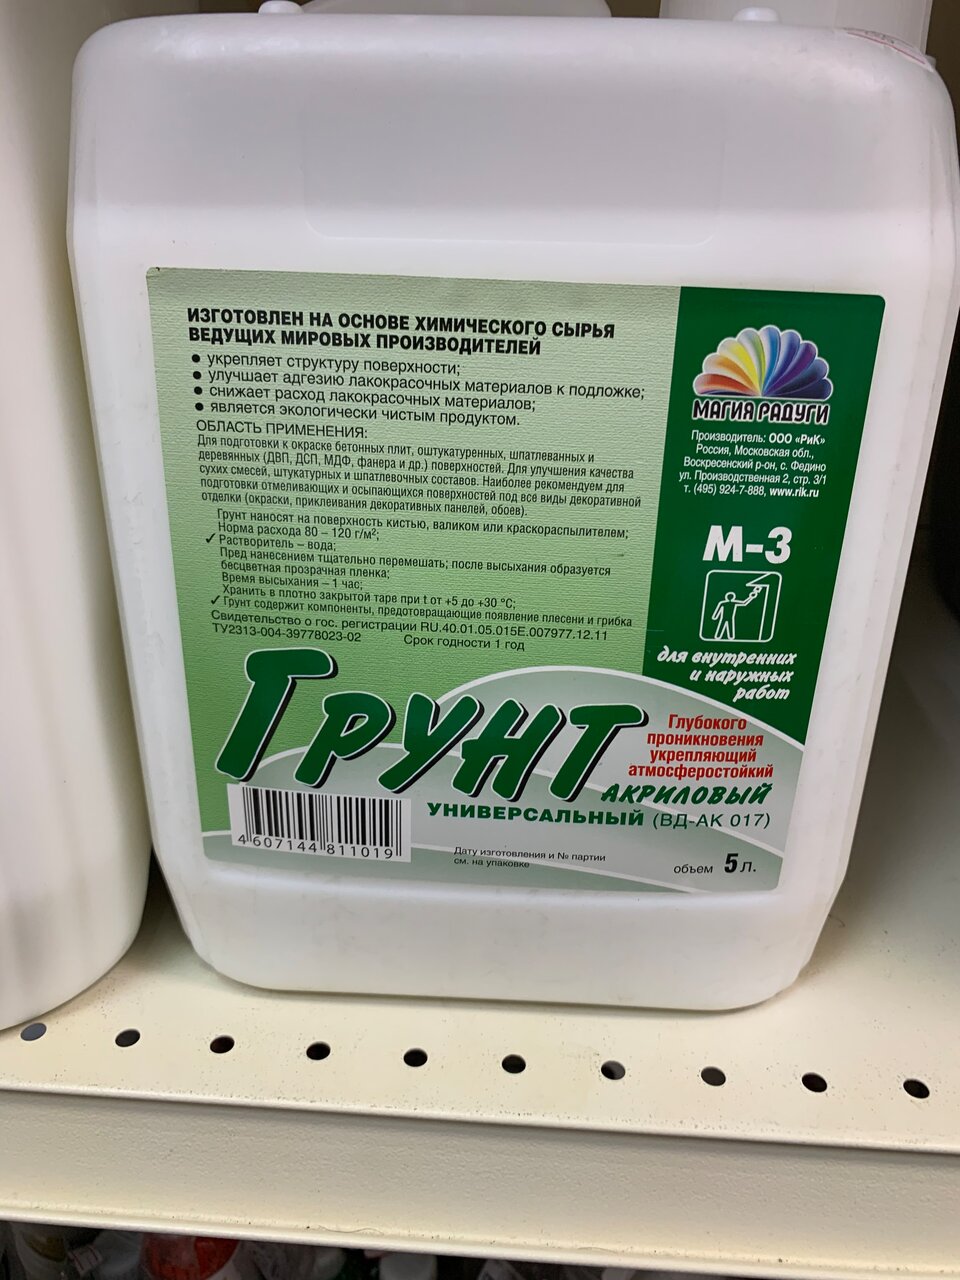 ИЗГОТОВЛЕН НА ОСНОВЕ ХИМИЧЕСКОГО СЫРЬЯ
ВЕДУЩИХ МИРОВЫХ ПРОИЗВОДИТЕЛЕЙ
• укрепляет структуру поверхности;
• улучшает адгезию лакокрасочных материалов к подложке;
• снижает расход лакокрасочных материалов;
• является экологически чистым продуктом.
ОБЛАСТЬ ПРИМЕНЕНИЯ:
Для подготовки к окраске бетонных плит, оштукатуренных, шпатлеванных и
деревянных (ДВП, ДСП, МДФ, фанера и др.) поверхностей. Для улучшения качества
сухих смесей, штукатурных и шпатлевочных составов. Наиболее рекомендуем для
подготовки отмеливающих и осыпающихся поверхностей под все виды декоративной
отделки (окраски, приклеивания декоративных панелей, обоев).
Грунт наносят на поверхность кистью, валиком или краскораспылителем;
Норма расхода 80 – 120 г/м²;
✓ Растворитель – вода;
Пред нанесением тщательно перемешать; после высыхания образуется
бесцветная прозрачная пленка;
Время высыхания – 1 час;
Хранить в плотно закрытой таре при t от +5 до +30 °С;
✓ Грунт содержит компоненты, предотвращающие появление плесени и грибка
Свидетельство о гос. регистрации RU.40.01.05.015Е.007977.12.11
ТУ2313-004-39778023-02 Срок годности 1 год
МАГИЯ РАДУГИ
Производитель: ООО «РиК»
Россия, Московская обл.,
Воскресенский р-он, с. Федино
ул. Производственная 2, стр. 3/1
т. (495) 924-7-888, www.rik.ru
М-3
для внутренних
и наружных
работ
ГРУНТ
Глубокого
проникновения
укрепляющий
атмосферостойкий
АКРИЛОВЫЙ
УНИВЕРСАЛЬНЫЙ (ВД-АК 017)
4 607144 811019
Дату изготовления и № партии
см. на упаковке
объем 5 л.